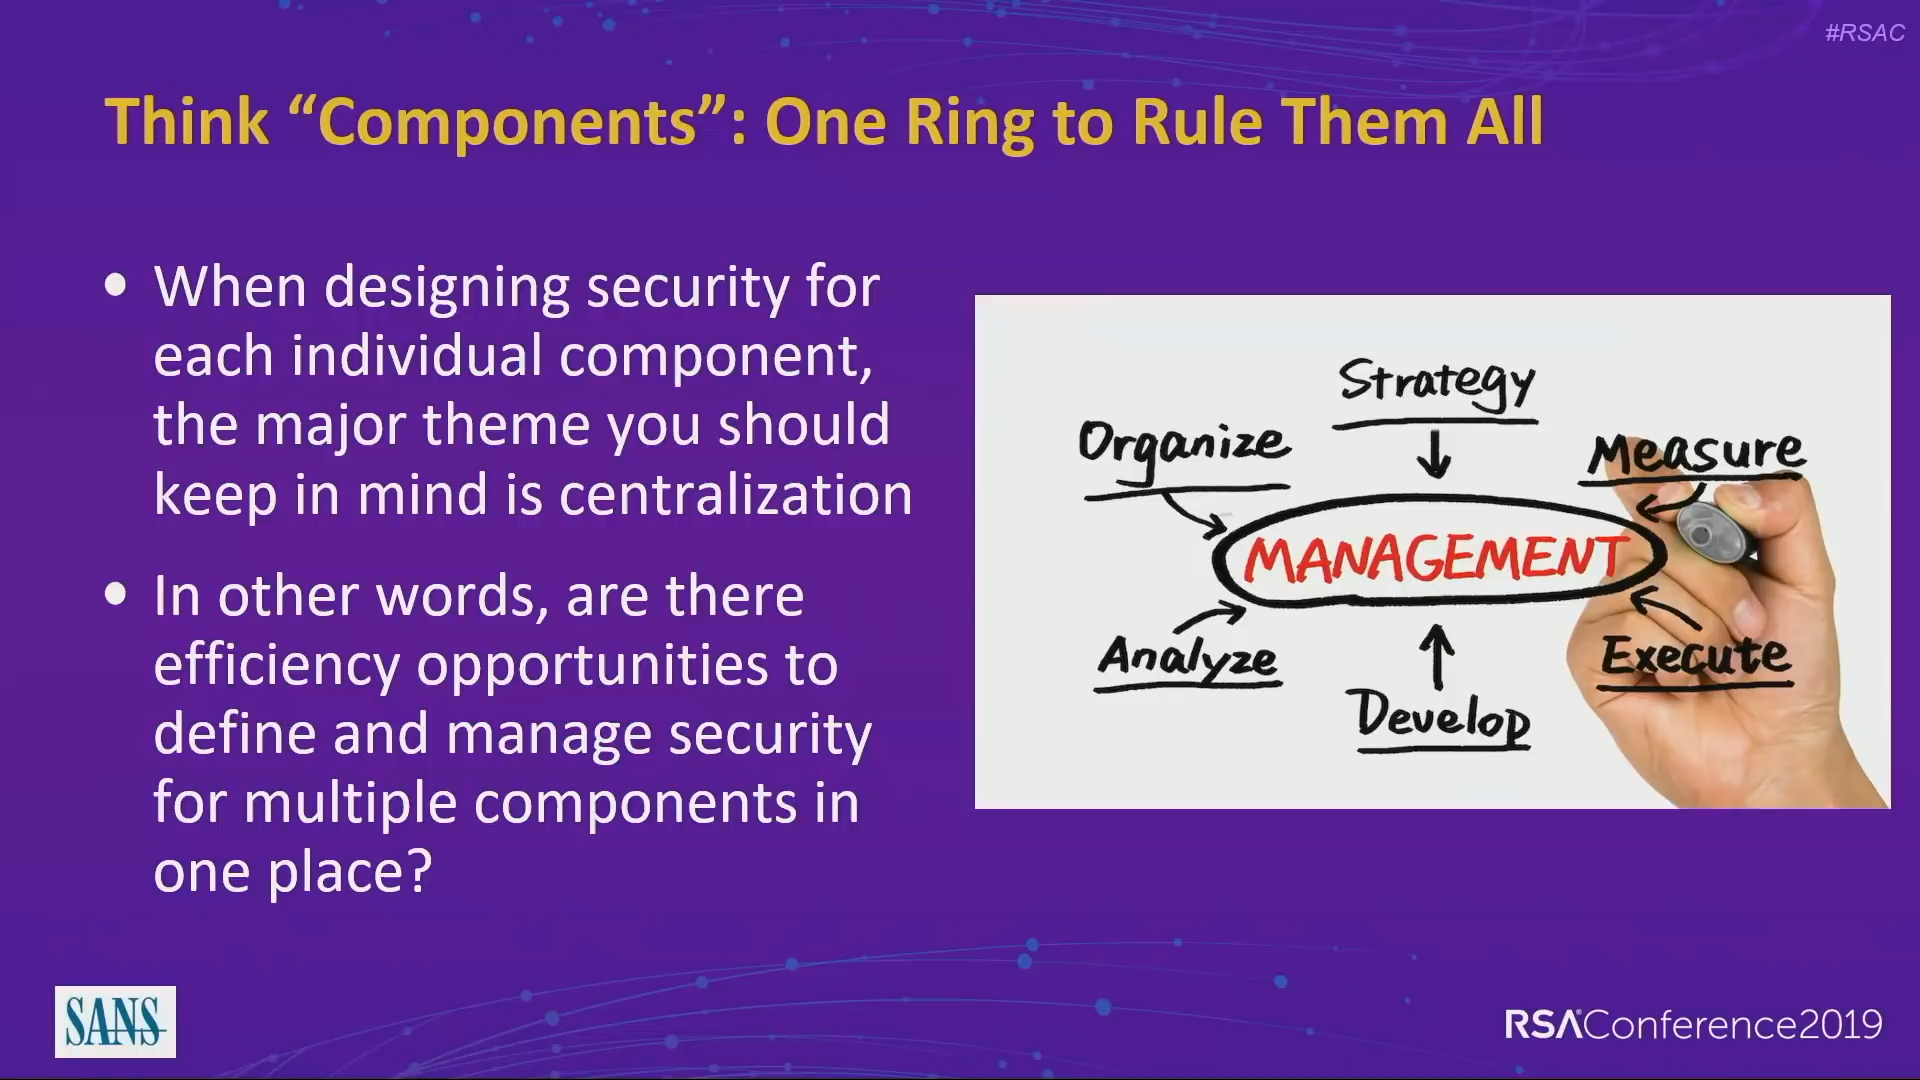 #RSAC
Think “Components”: One Ring to Rule Them All
• When designing security for
each individual component,
the major theme you should
keep in mind is centralization
• In other words, are there
efficiency opportunities to
define and manage security
for multiple components in
one place?
Strategy
Organize
Measure
MANAGEMENT
Analyze
Execute
Develop
SANS
RSAConference2019